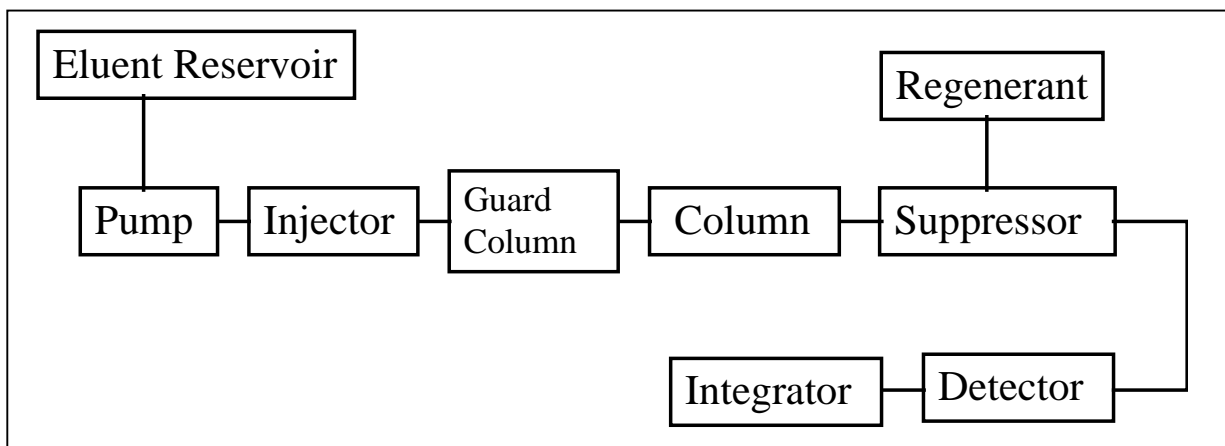 Eluent Reservoir
Regenerant
Pump
Injector
Guard
Column
Column
Suppressor
Integrator
Detector